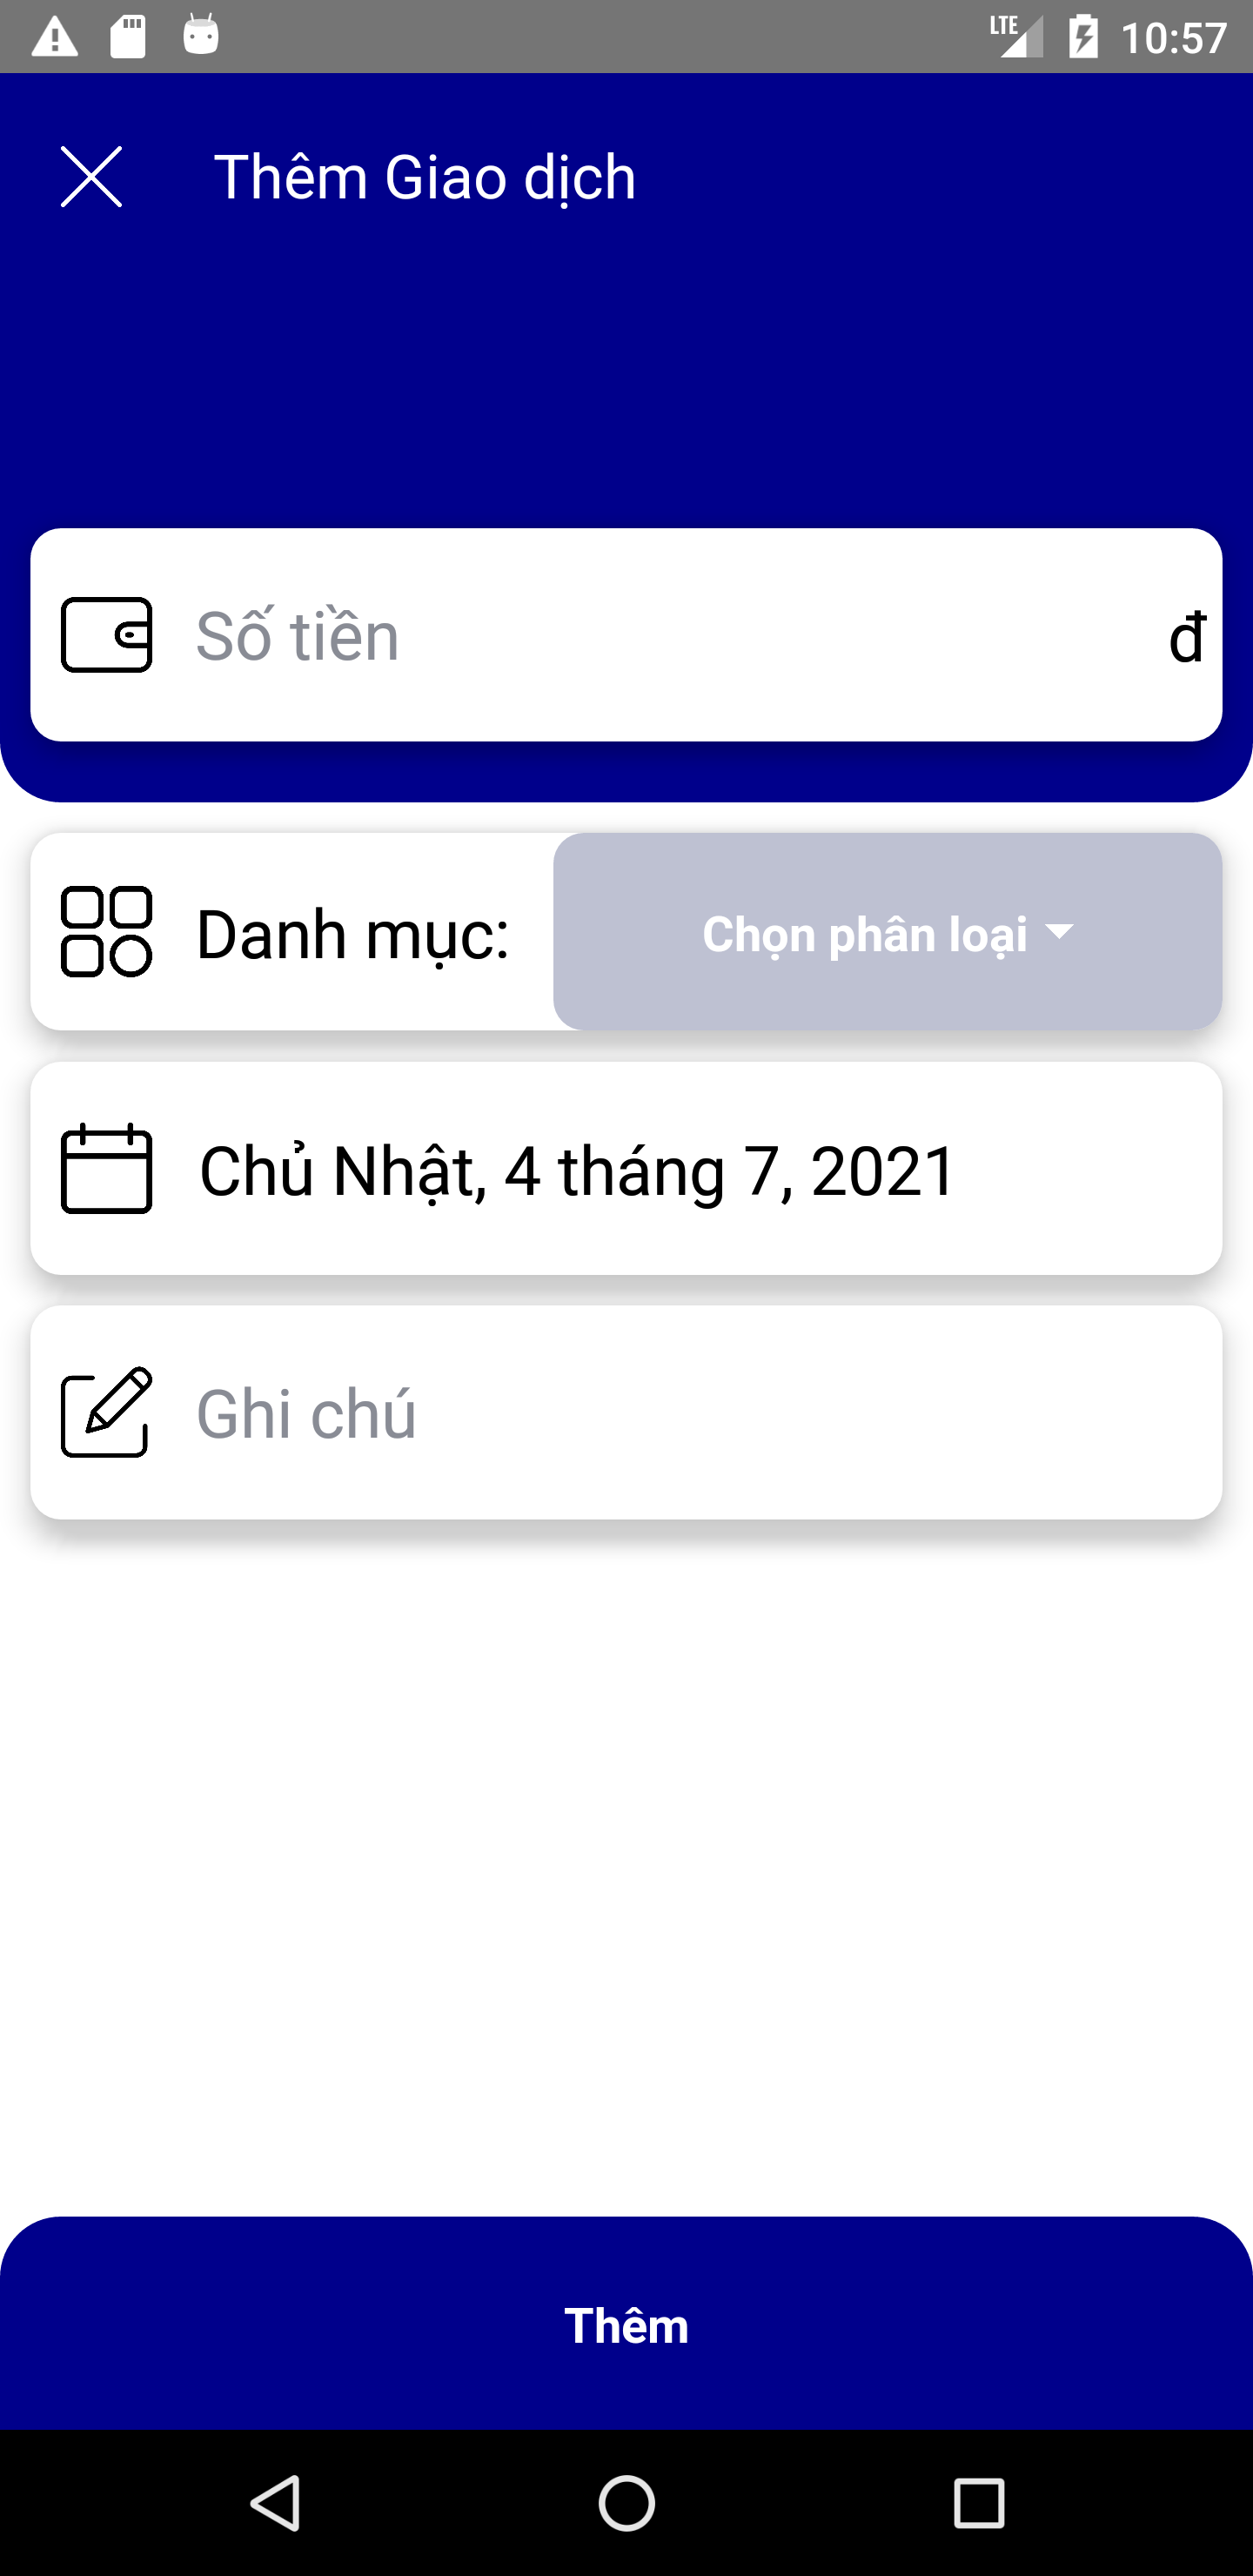 LTE 10:57
Thêm Giao dịch
Số tiền đ
Danh mục: Chọn phân loại
Chủ Nhật, 4 tháng 7, 2021
Ghi chú
Thêm